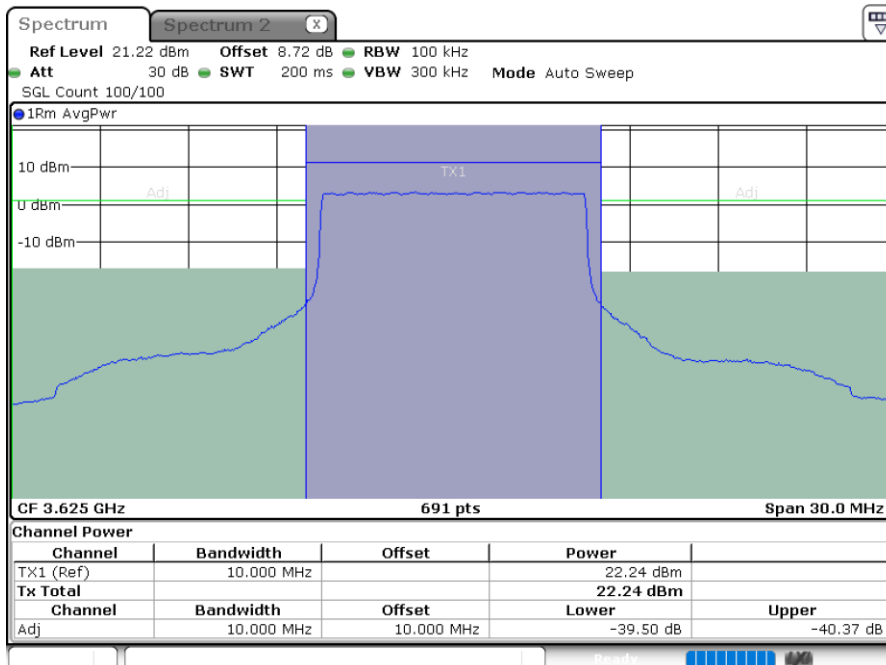 Spectrum Spectrum 2 X
Ref Level 21.22 dBm Offset 8.72 dB RBW 100 kHz
Att 30 dB SWT 200 ms VBW 300 kHz Mode Auto Sweep
SGL Count 100/100
1Rm AvgPwr
10 dBm
TX1
Adj Adj
0 dBm
-10 dBm
CF 3.625 GHz 691 pts Span 30.0 MHz
Channel Power
Channel Bandwidth Offset Power
TX1 (Ref) 10.000 MHz 22.24 dBm
Tx Total 22.24 dBm
Channel Bandwidth Offset Lower Upper
Adj 10.000 MHz 10.000 MHz -39.50 dB -40.37 dB
Ready